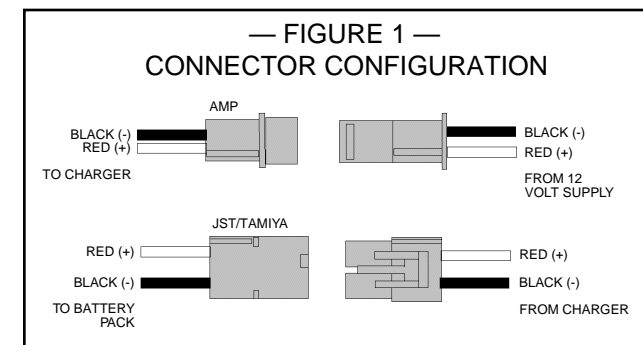 — FIGURE 1 —
CONNECTOR CONFIGURATION
AMP
BLACK (-)
RED (+)
TO CHARGER
BLACK (-)
RED (+)
FROM 12
VOLT SUPPLY
JST/TAMIYA
RED (+)
BLACK (-)
TO BATTERY
PACK
RED (+)
BLACK (-)
FROM CHARGER